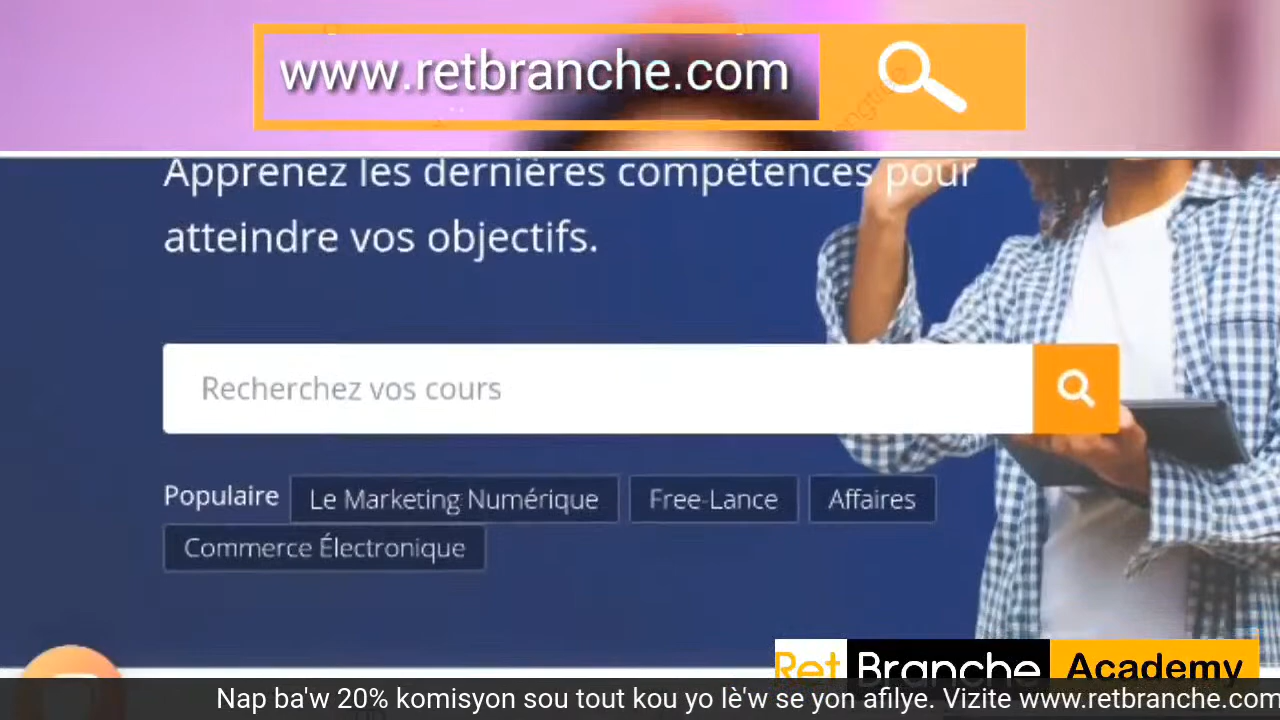 www.retbranche.com
Apprenez les dernières compétences pour
atteindre vos objectifs.
Recherchez vos cours
Populaire Le Marketing Numérique Free-Lance Affaires
Commerce Électronique
Ret Branche Academy
Nap ba'w 20% komisyon sou tout kou yo lè'w se yon afilye. Vizite www.retbranche.com